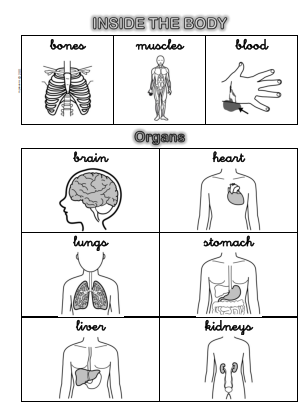 INSIDE THE BODY
bones muscles blood
Organs
brain heart
lungs stomach
liver kidneys